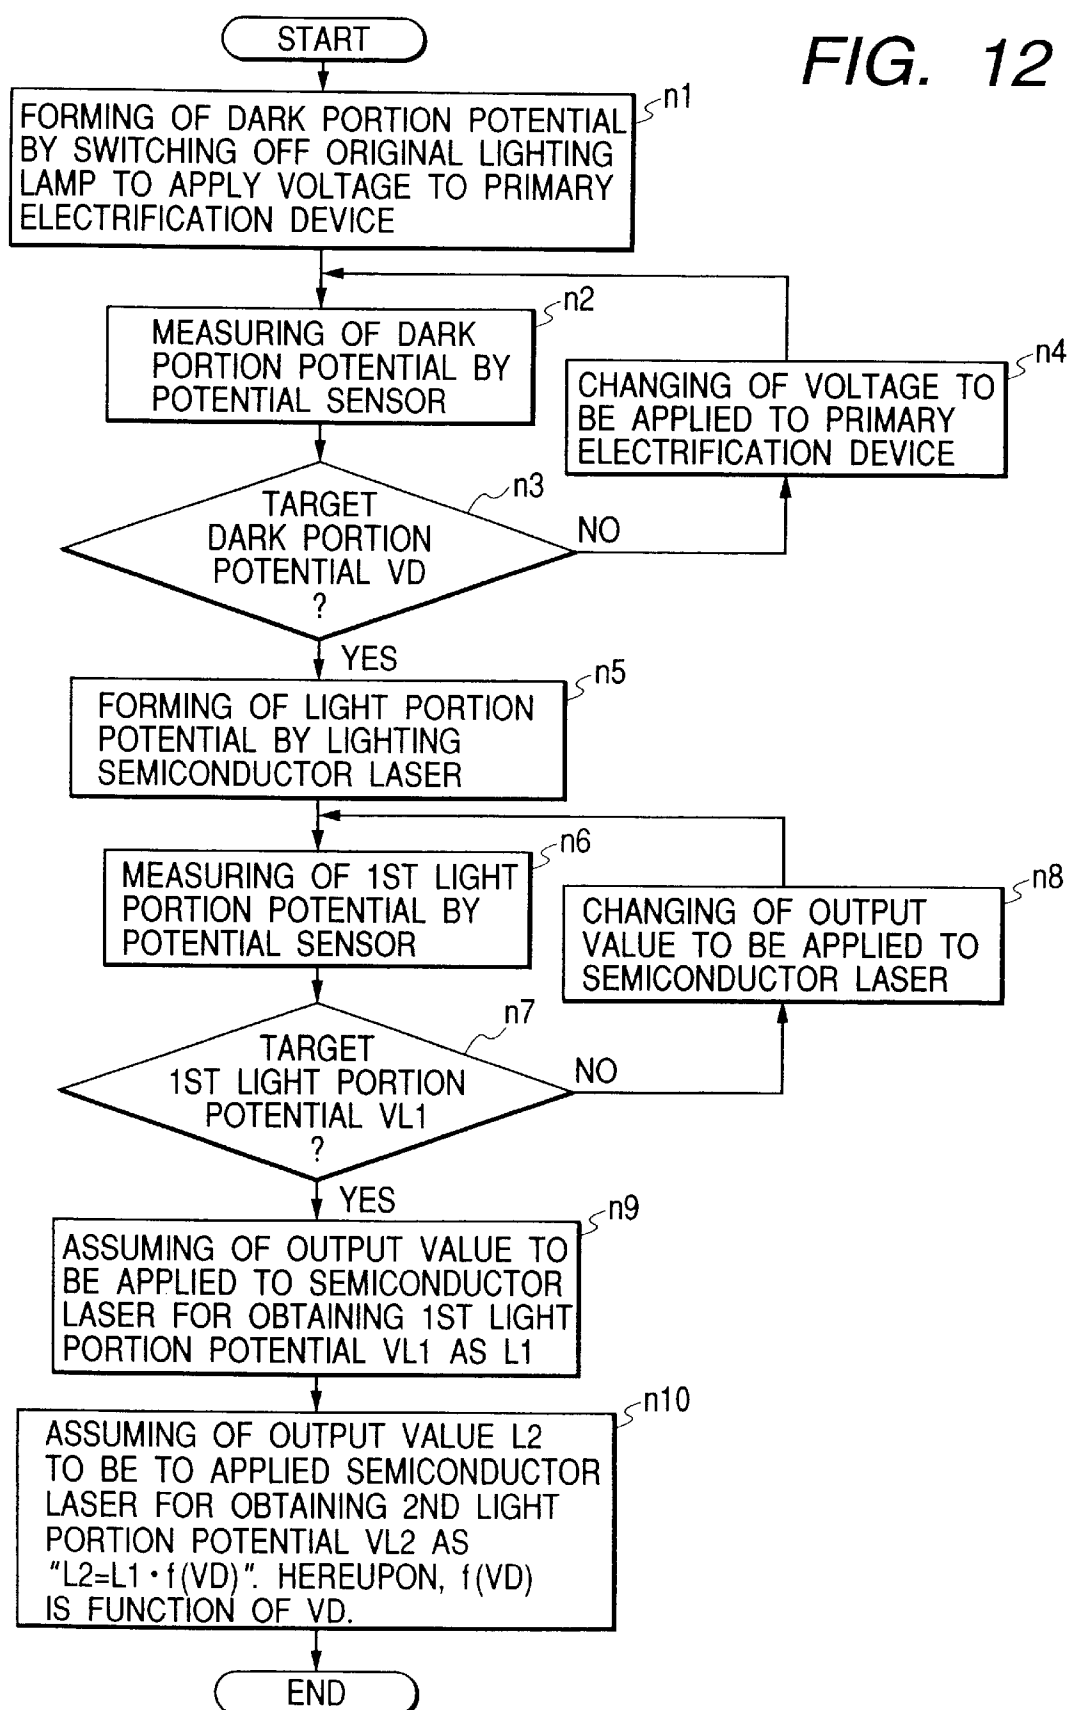 START
FIG. 12
n1
FORMING OF DARK PORTION POTENTIAL
BY SWITCHING OFF ORIGINAL LIGHTING
LAMP TO APPLY VOLTAGE TO PRIMARY
ELECTRIFICATION DEVICE
n2
MEASURING OF DARK
PORTION POTENTIAL BY
POTENTIAL SENSOR
n4
CHANGING OF VOLTAGE TO
BE APPLIED TO PRIMARY
ELECTRIFICATION DEVICE
n3
TARGET
DARK PORTION
POTENTIAL VD
?
NO
YES
n5
FORMING OF LIGHT PORTION
POTENTIAL BY LIGHTING
SEMICONDUCTOR LASER
n6
MEASURING OF 1ST LIGHT
PORTION POTENTIAL BY
POTENTIAL SENSOR
n8
CHANGING OF OUTPUT
VALUE TO BE APPLIED TO
SEMICONDUCTOR LASER
n7
TARGET
1ST LIGHT PORTION
POTENTIAL VL1
?
NO
YES
n9
ASSUMING OF OUTPUT VALUE TO
BE APPLIED TO SEMICONDUCTOR
LASER FOR OBTAINING 1ST LIGHT
PORTION POTENTIAL VL1 AS L1
n10
ASSUMING OF OUTPUT VALUE L2
TO BE TO APPLIED SEMICONDUCTOR
LASER FOR OBTAINING 2ND LIGHT
PORTION POTENTIAL VL2 AS
"L2=L1・f(VD)". HEREUPON, f(VD)
IS FUNCTION OF VD.
END